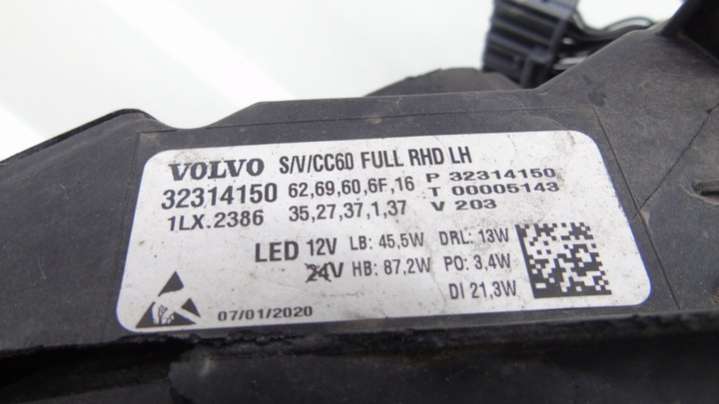 VOLVO S/V/CC60 FULL RHD LH
32314150 62,69,60,6F,16 P 32314150
T 00005143
1LX.2386 35,27,37,1,37 V 203
LED 12V LB: 45,5W DRL: 13W
24V HB: 87,2W PO: 3,4W
DI 21,3W
07/01/2020